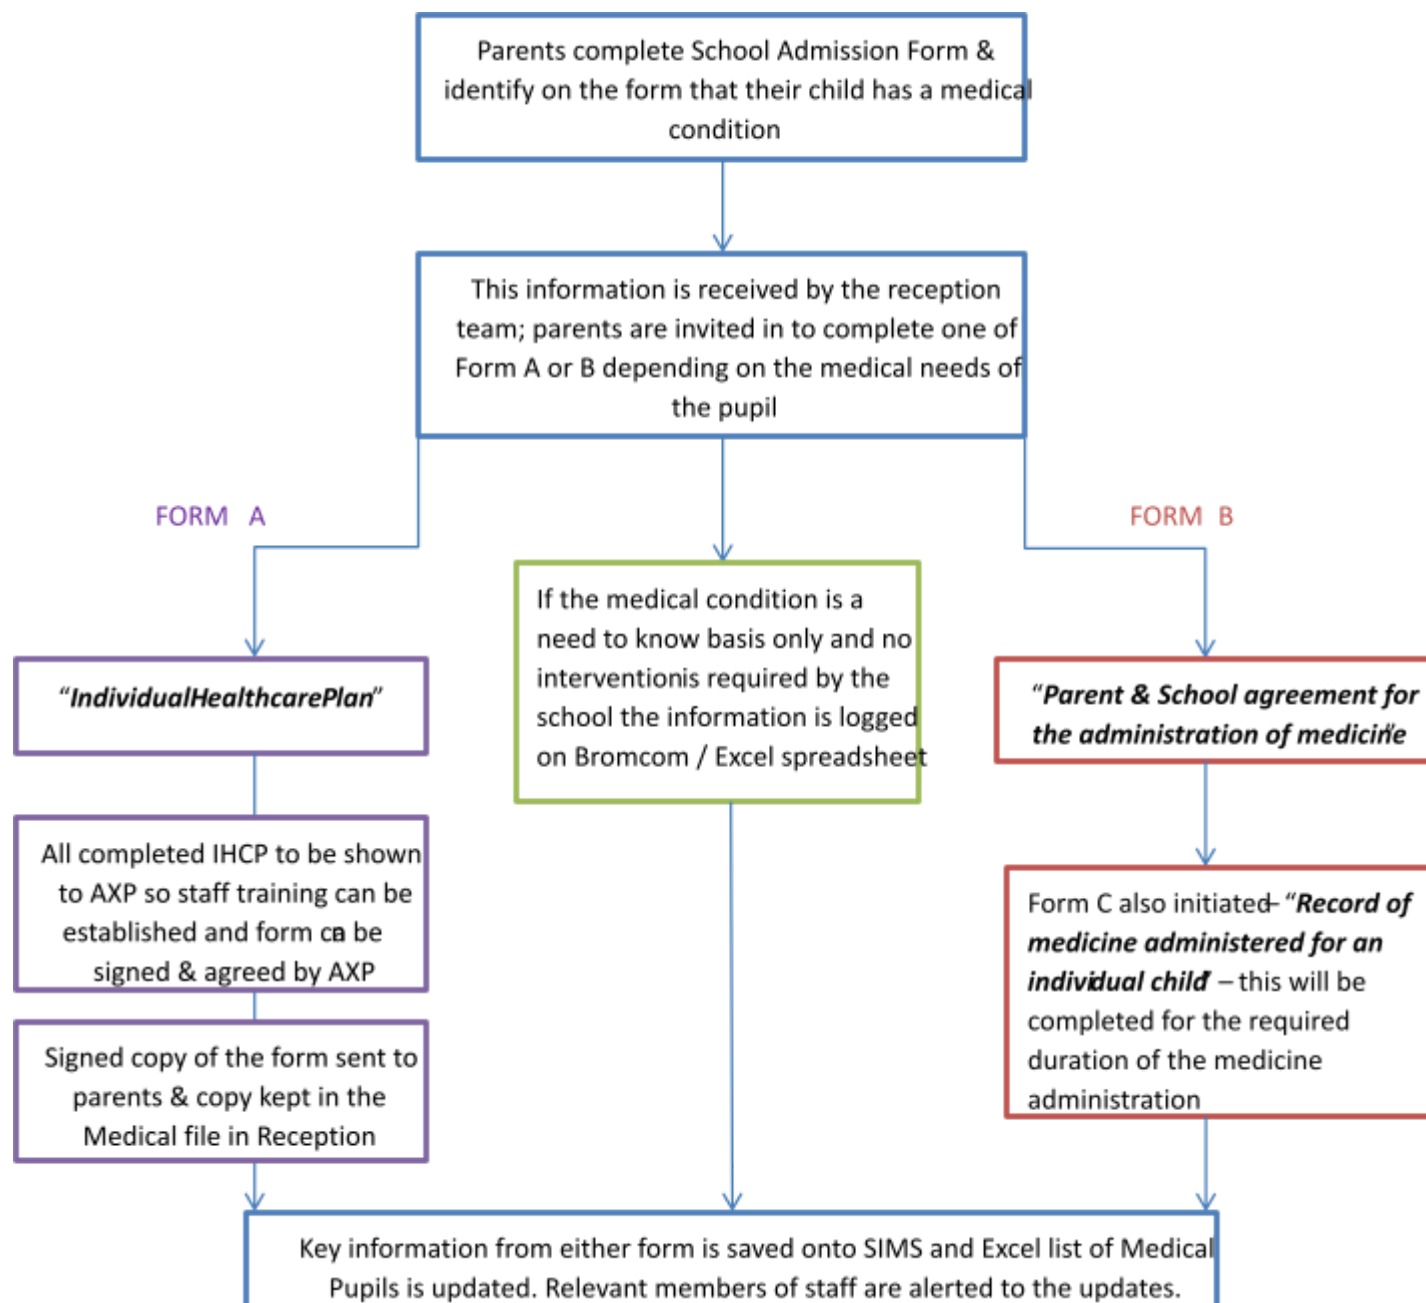 Parents complete School Admission Form &
identify on the form that their child has a medical
condition
This information is received by the reception
team; parents are invited in to complete one of
Form A or B depending on the medical needs of
the pupil
FORM A
FORM B
"IndividualHealthcarePlan"
If the medical condition is a
need to know basis only and no
interventionis required by the
school the information is logged
on Bromcom / Excel spreadsheet
"Parent & School agreement for
the administration of medicine"
All completed IHCP to be shown
to AXP so staff training can be
established and form can be
signed & agreed by AXP
Form C also initiated– "Record of
medicine administered for an
individual child" – this will be
completed for the required
duration of the medicine
administration
Signed copy of the form sent to
parents & copy kept in the
Medical file in Reception
Key information from either form is saved onto SIMS and Excel list of Medical
Pupils is updated. Relevant members of staff are alerted to the updates.